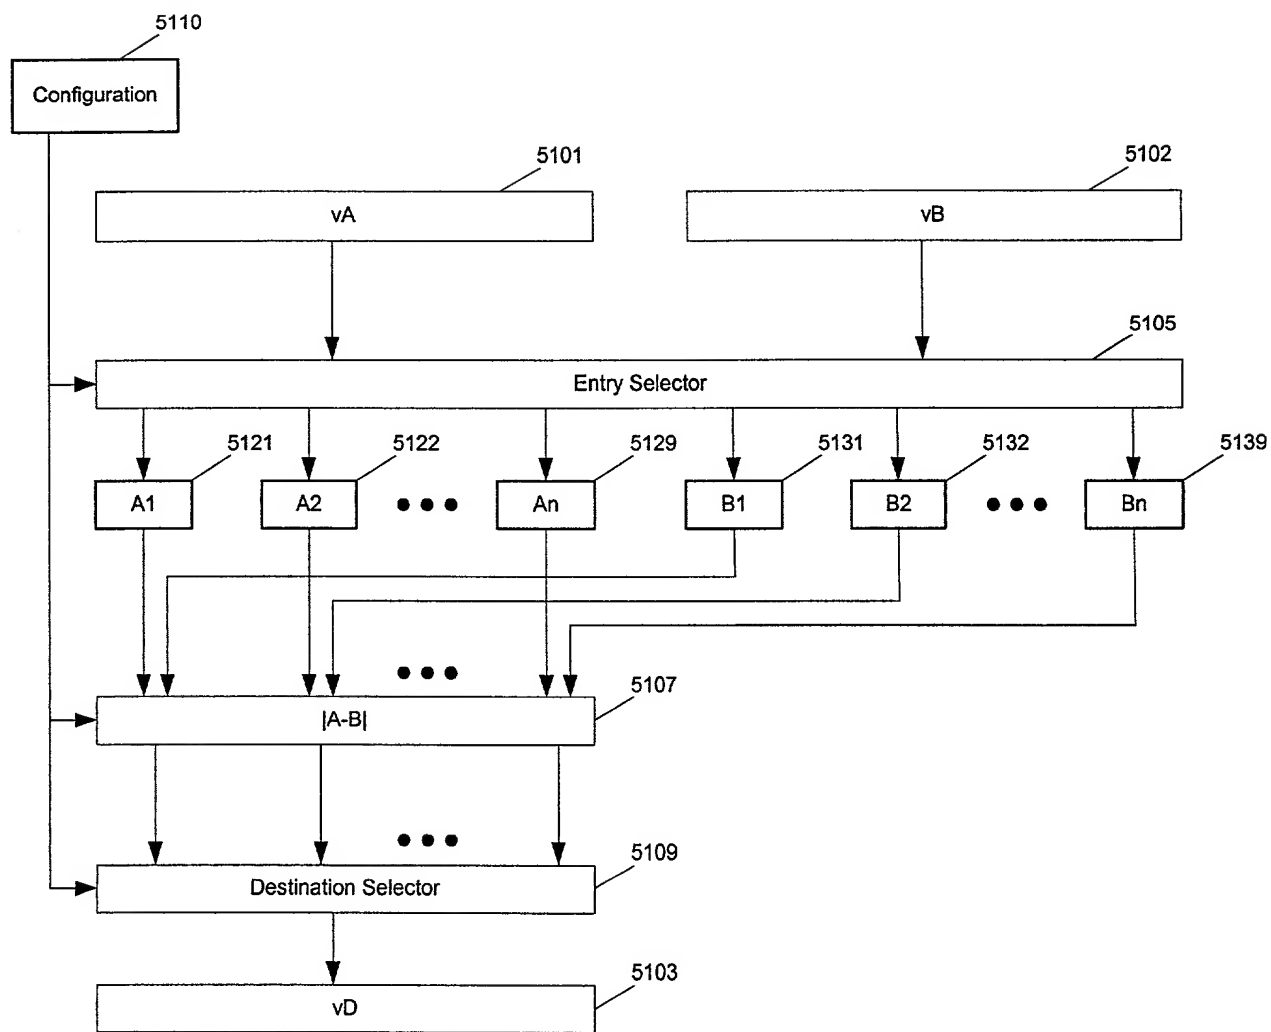 5110
Configuration
5101
5102
vA
vB
5105
Entry Selector
5121
5122
5129
5131
5132
5139
A1
A2
An
B1
B2
Bn
5107
|A-B|
5109
Destination Selector
5103
vD